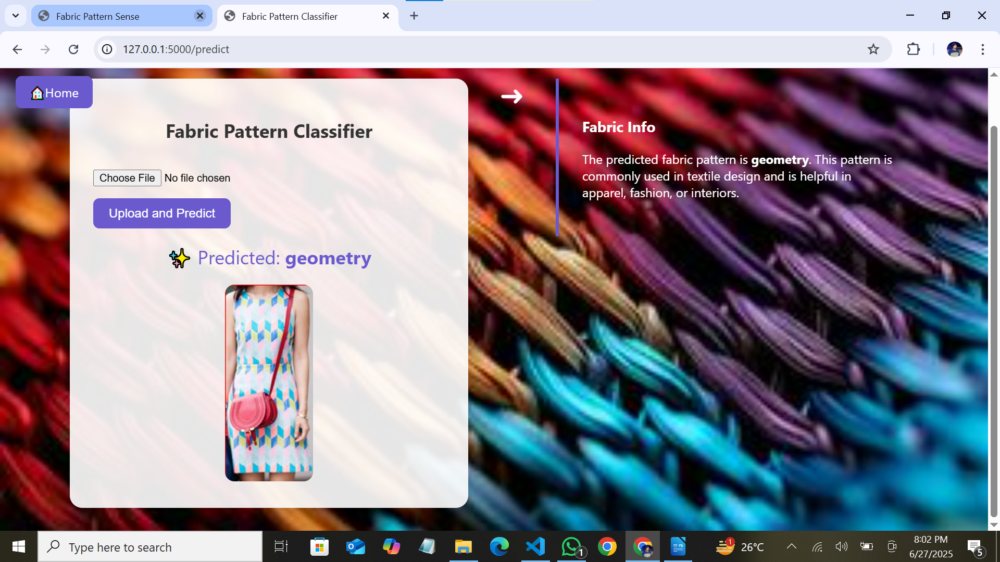 Fabric Pattern Sense
Fabric Pattern Classifier
127.0.0.1:5000/predict
🏠Home
Fabric Pattern Classifier
Choose File No file chosen
Upload and Predict
✨ Predicted: geometry
Fabric Info
The predicted fabric pattern is geometry. This pattern is
commonly used in textile design and is helpful in
apparel, fashion, or interiors.
Type here to search
1
1
26°C
8:02 PM
6/27/2025
5